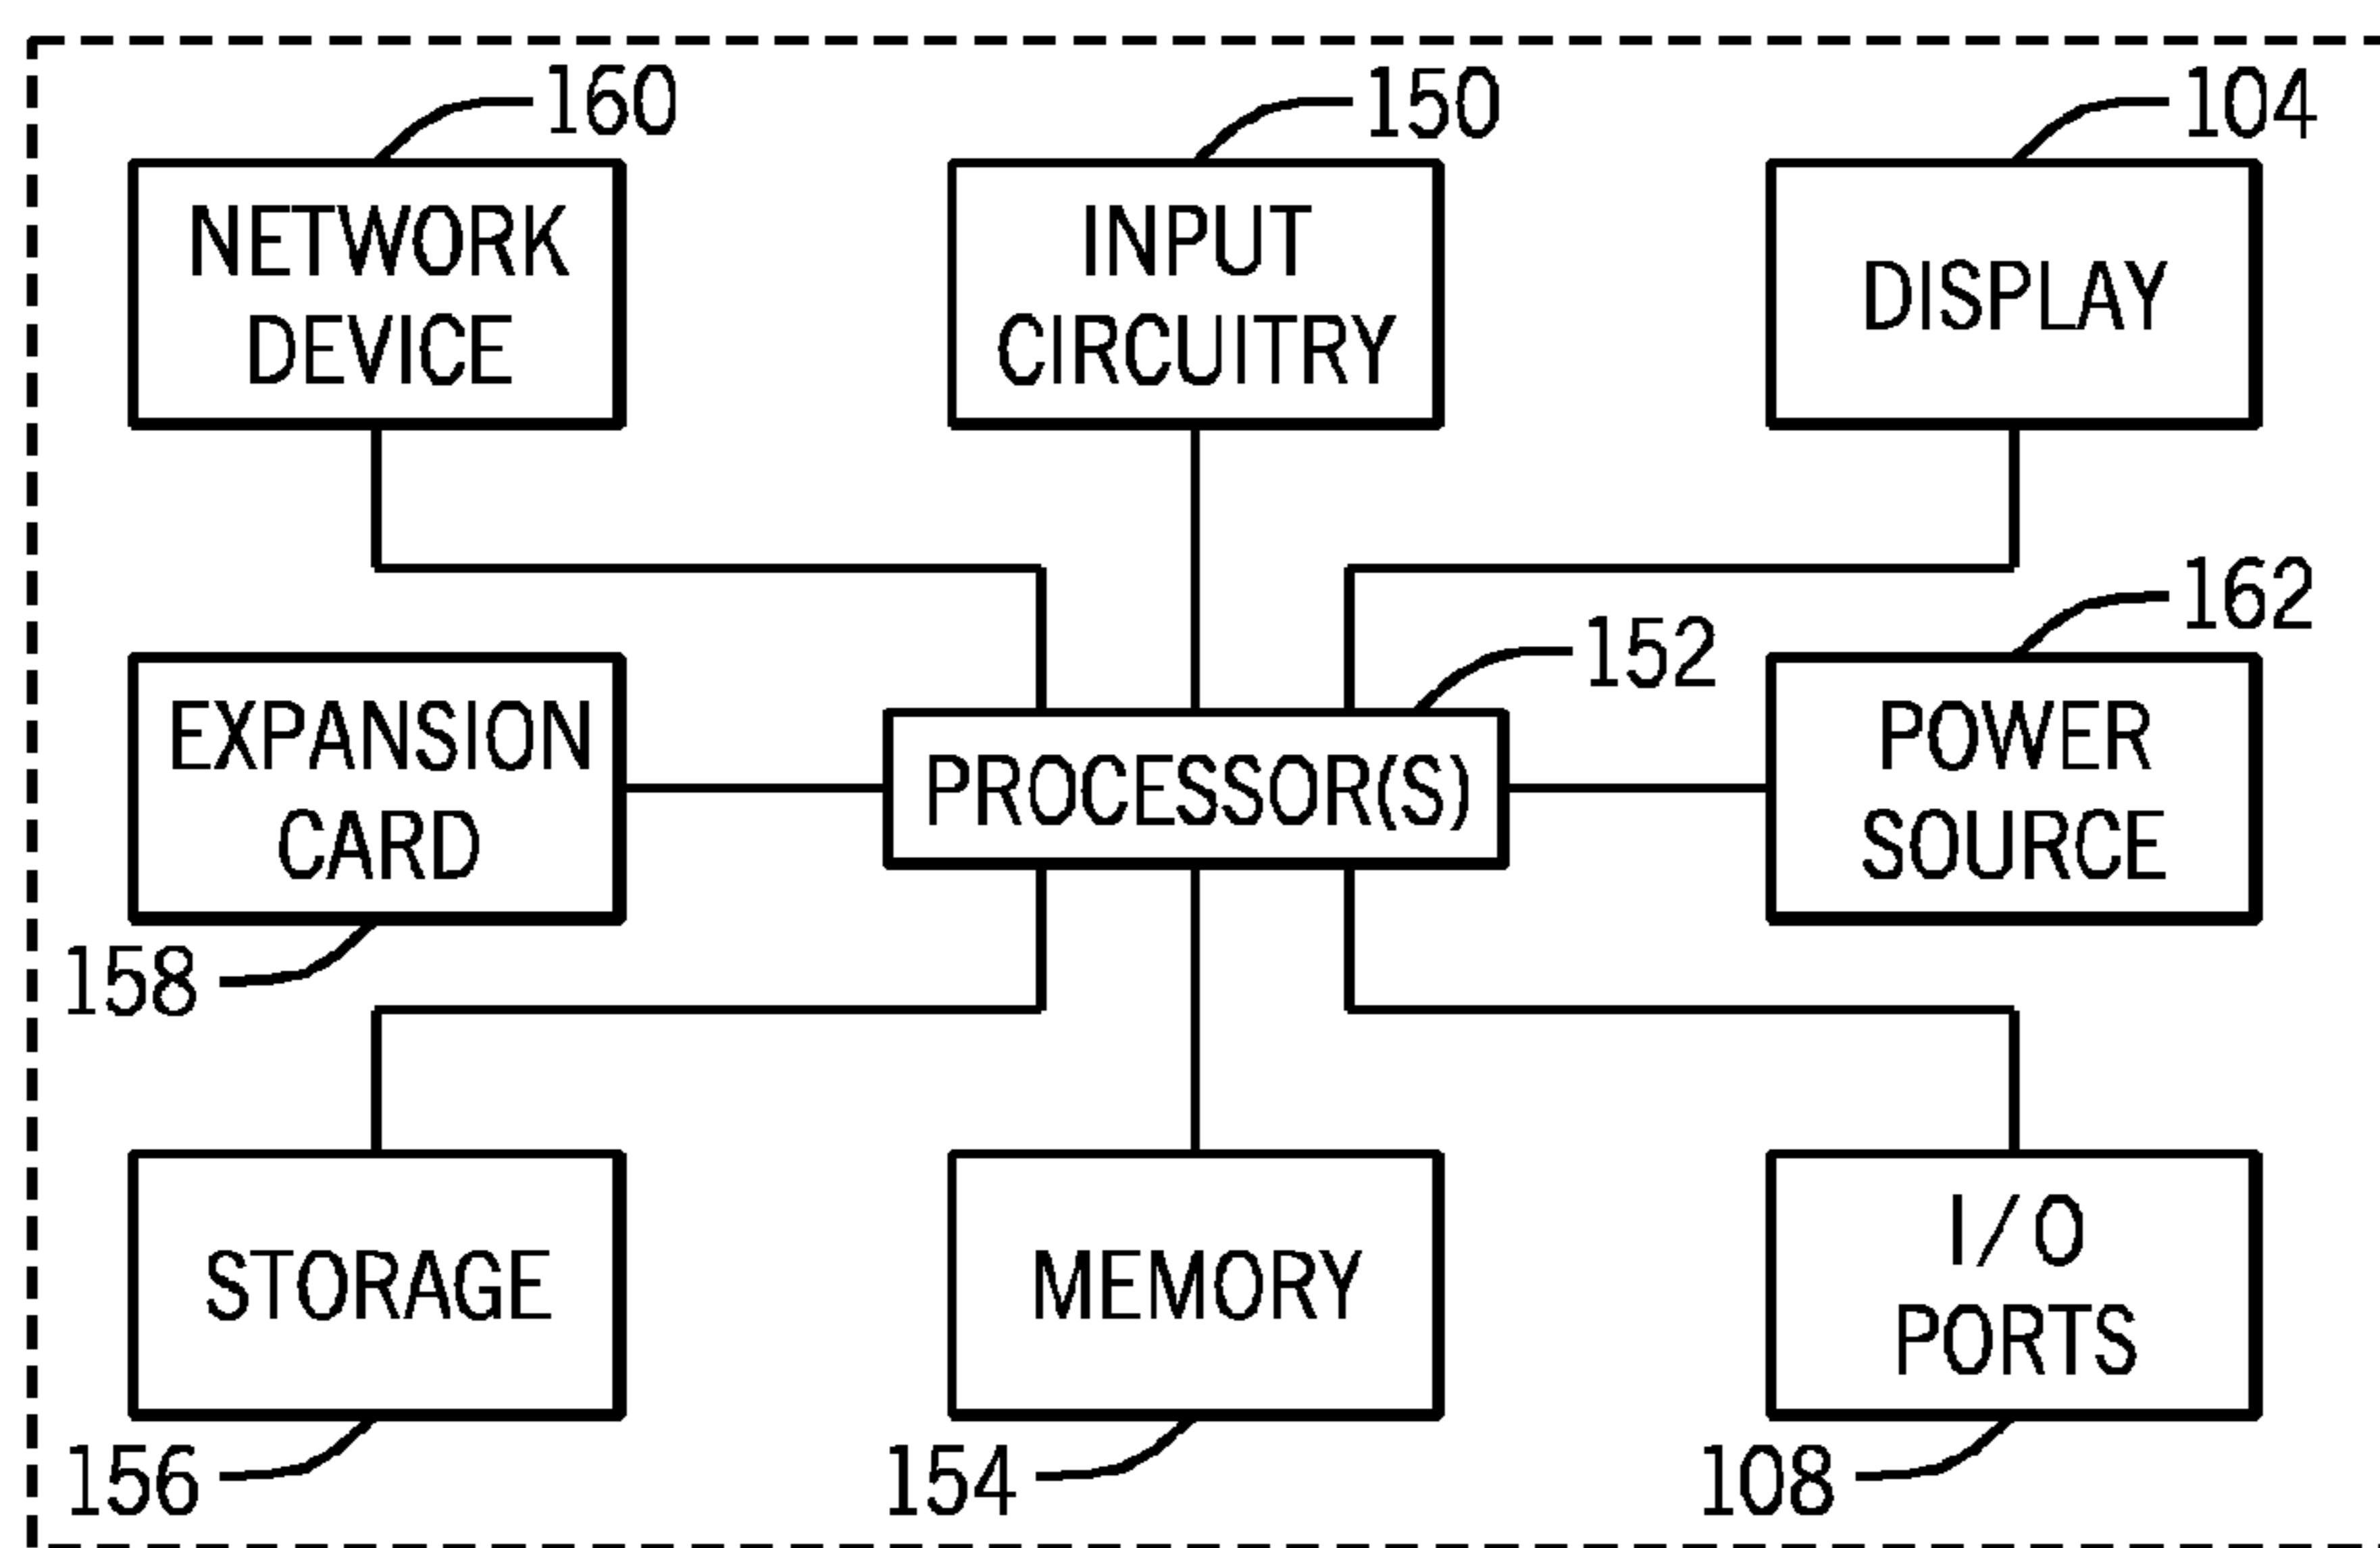 160
150
104
NETWORK
DEVICE
INPUT
CIRCUITRY
DISPLAY
162
152
EXPANSION
CARD
PROCESSOR(S)
POWER
SOURCE
158
STORAGE
MEMORY
I/O
PORTS
156
154
108